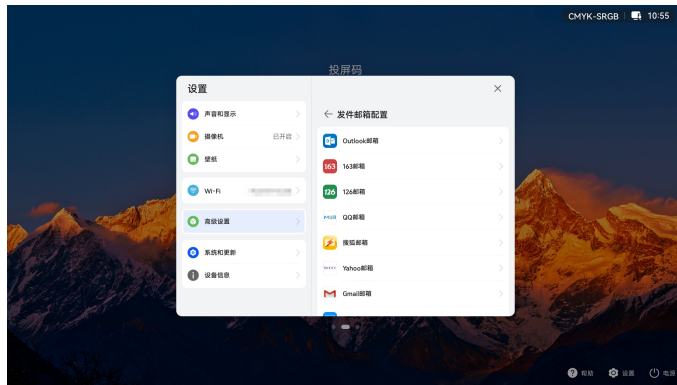 CMYK-SRGB 10:55
投屏码
设置
声音和显示
摄像机 已开启
壁纸
Wi-Fi
高级设置
系统和更新
设备信息
发件邮箱配置
Outlook邮箱
163 163邮箱
126 126邮箱
QQ邮箱
搜狐邮箱
Yahoo邮箱
Gmail邮箱
帮助 设置 电源